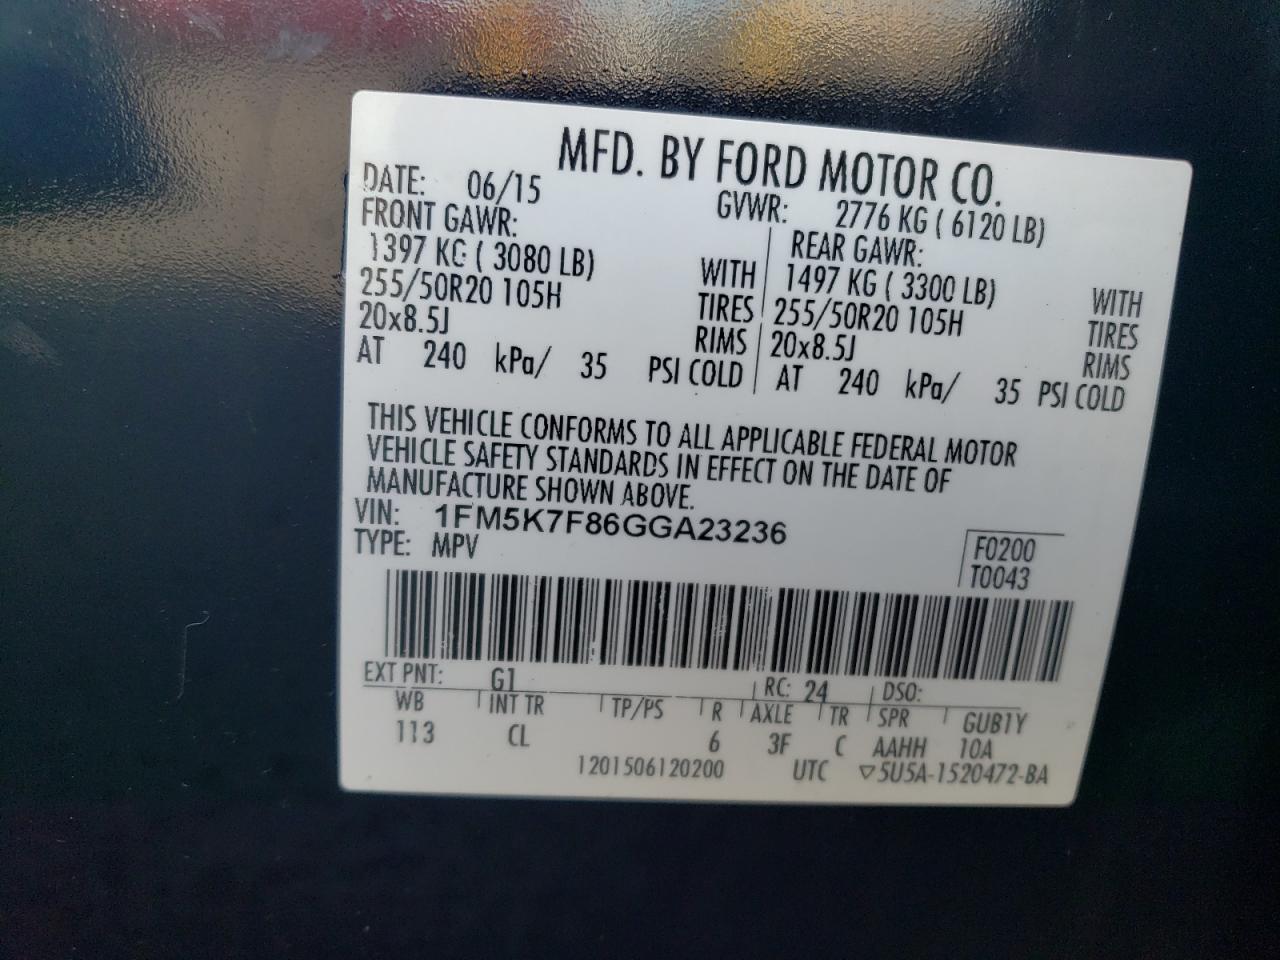 MFD. BY FORD MOTOR CO.
DATE: 06/15 GVWR: 2776 KG ( 6120 LB)
FRONT GAWR: REAR GAWR:
1397 KG ( 3080 LB) WITH 1497 KG ( 3300 LB) WITH
255/50R20 105H TIRES 255/50R20 105H TIRES
20x8.5J RIMS 20x8.5J RIMS
AT 240 kPa/ 35 PSI COLD AT 240 kPa/ 35 PSI COLD
THIS VEHICLE CONFORMS TO ALL APPLICABLE FEDERAL MOTOR
VEHICLE SAFETY STANDARDS IN EFFECT ON THE DATE OF
MANUFACTURE SHOWN ABOVE.
VIN: 1FM5K7F86GGA23236
TYPE: MPV
F0200
T0043
EXT PNT: G1 RC: 24 DSO:
WB INT TR TP/PS R AXLE TR SPR GUB1Y
113 CL 6 3F C AAHH 10A
1201506120200 UTC ▽5U5A-1520472-BA